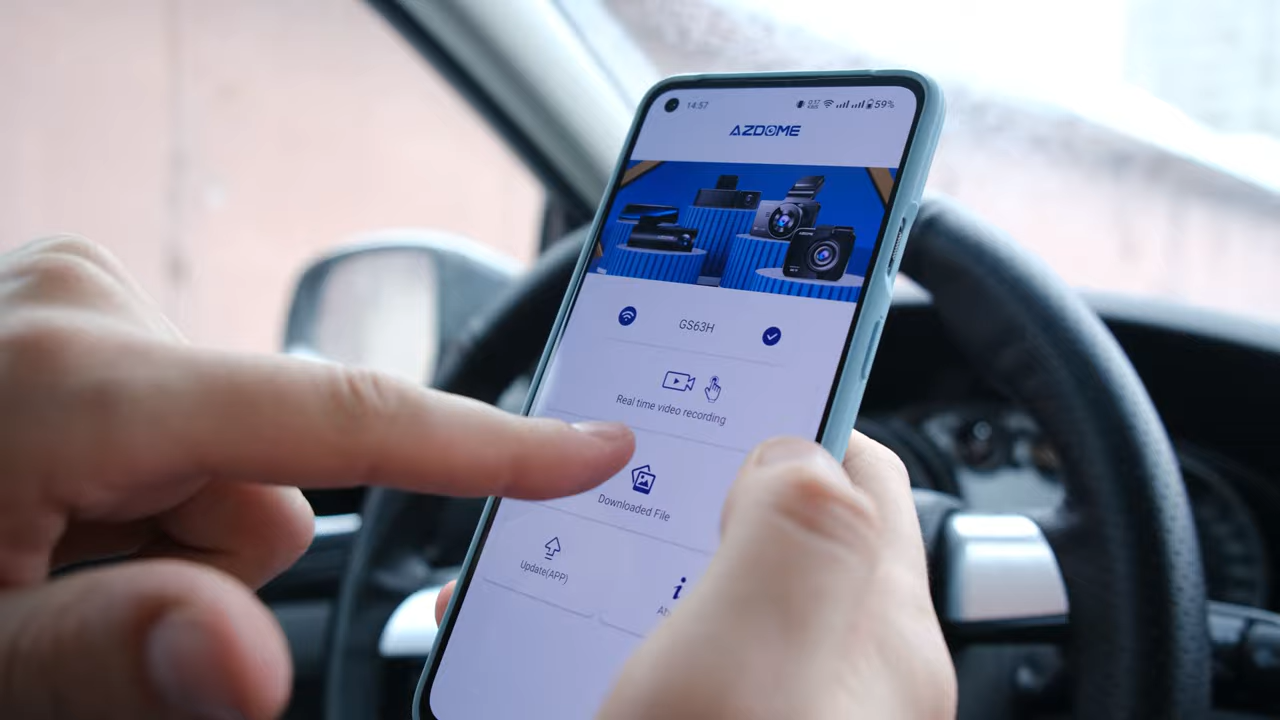 14:57
59%
AZDOME
GS63H
Real time video recording
Downloaded File
Update(APP)